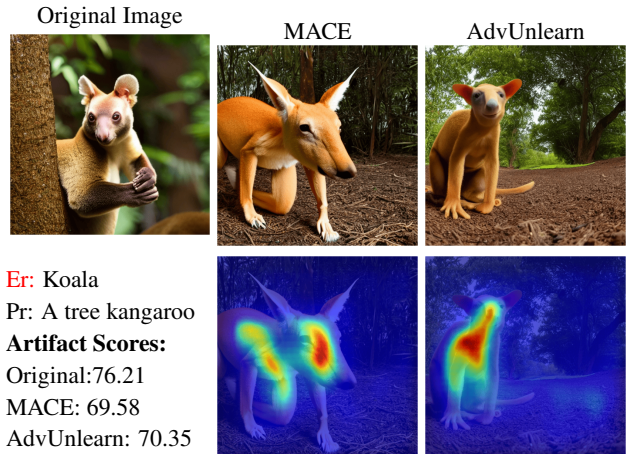 Original Image
MACE
AdvUnlearn
Er: Koala
Pr: A tree kangaroo
Artifact Scores:
Original:76.21
MACE: 69.58
AdvUnlearn: 70.35